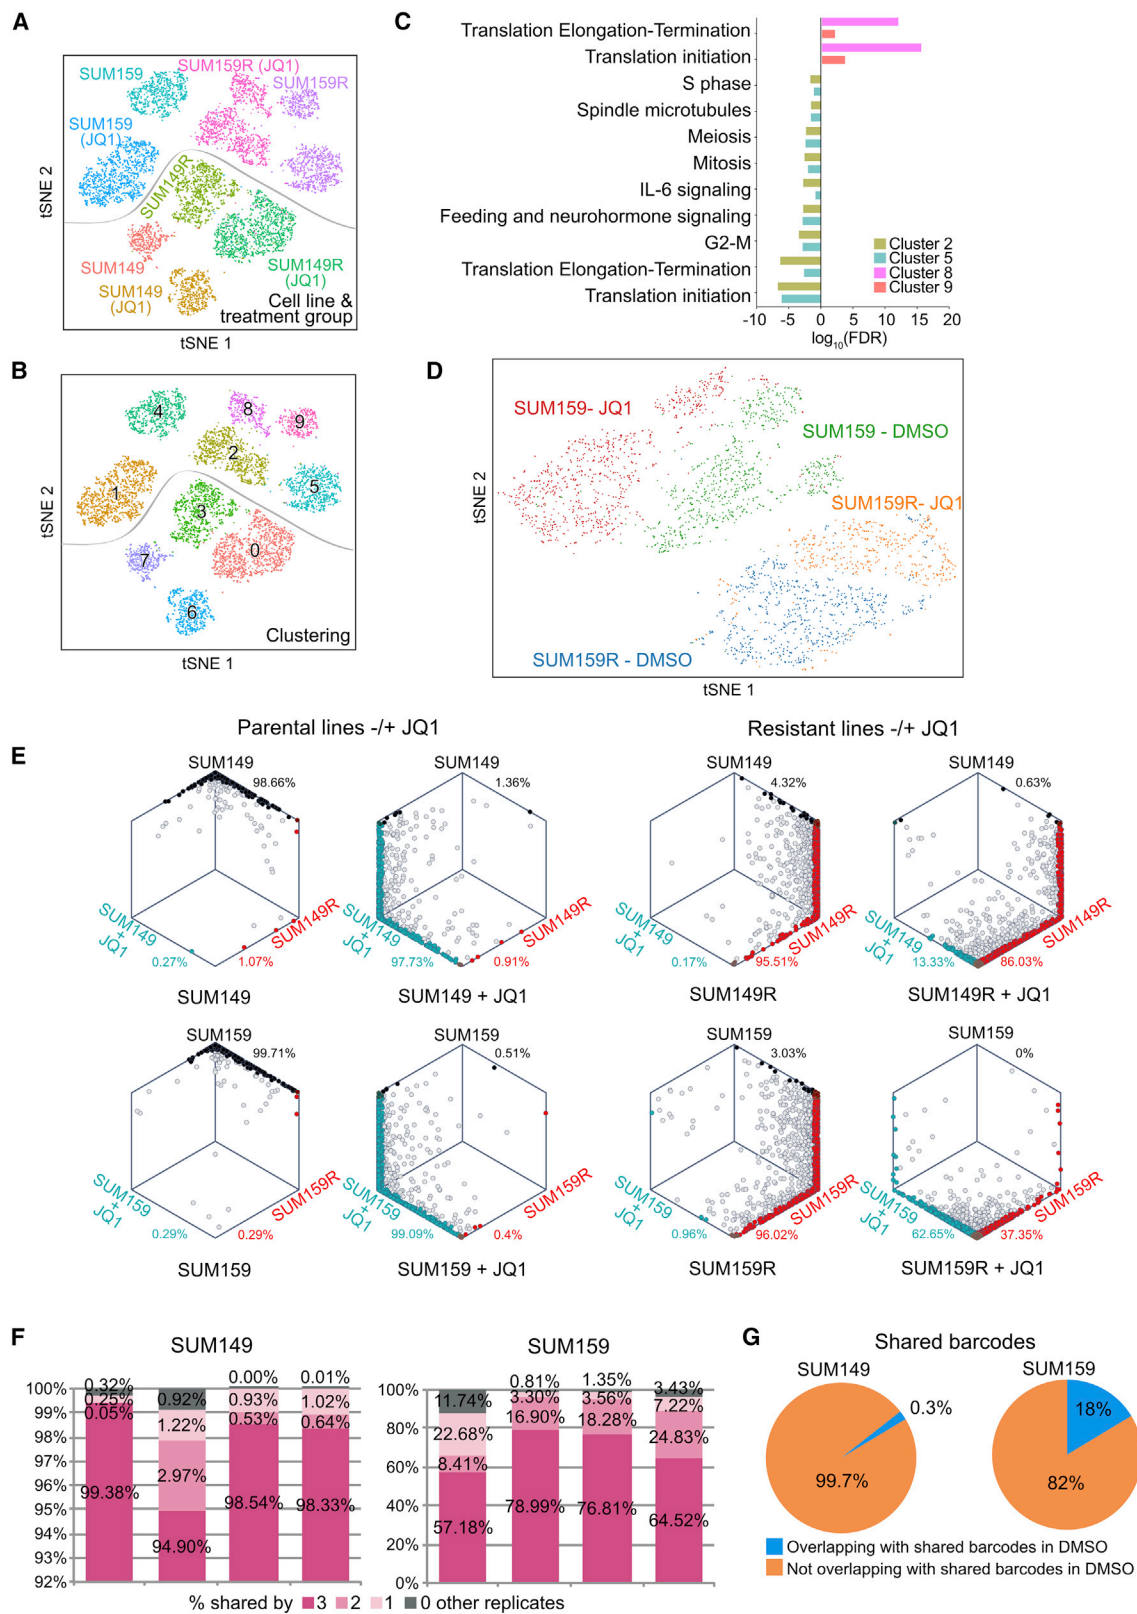 A
SUM159
SUM159R (JQ1)
SUM159R
SUM159
(JQ1)
SUM149R
SUM149
SUM149
(JQ1)
SUM149R
(JQ1)
Cell line &
treatment group
tSNE 2
tSNE 1
B
4
8
9
2
1
5
3
0
7
6
Clustering
tSNE 2
tSNE 1
C
Translation Elongation-Termination
Translation initiation
S phase
Spindle microtubules
Meiosis
Mitosis
IL-6 signaling
Feeding and neurohormone signaling
G2-M
Translation Elongation-Termination
Translation initiation
Cluster 2
Cluster 5
Cluster 8
Cluster 9
-10 -5 0 5 10 15 20
log10(FDR)
D
SUM159- JQ1
SUM159 - DMSO
SUM159R- JQ1
SUM159R - DMSO
tSNE 2
tSNE 1
E
Parental lines -/+ JQ1
Resistant lines -/+ JQ1
SUM149
98.66%
SUM149
+
JQ1
0.27%
1.07%
SUM149R
SUM149
SUM149
1.36%
SUM149
+
JQ1
97.73%
0.91%
SUM149R
SUM149 + JQ1
SUM149
4.32%
SUM149
+
JQ1
0.17%
95.51%
SUM149R
SUM149R
SUM149
0.63%
SUM149
+
JQ1
13.33%
86.03%
SUM149R
SUM149R + JQ1
SUM159
99.71%
SUM159
+
JQ1
0.29%
0.29%
SUM159R
SUM159
SUM159
0.51%
SUM159
+
JQ1
99.09%
0.4%
SUM159R
SUM159 + JQ1
SUM159
3.03%
SUM159
+
JQ1
0.96%
96.02%
SUM159R
SUM159R
SUM159
0%
SUM159
+
JQ1
62.65%
37.35%
SUM159R
SUM159R + JQ1
F
SUM149
100%
99%
98%
97%
96%
95%
94%
93%
92%
0.32%
0.25%
0.05%
99.38%
0.92%
1.22%
2.97%
94.90%
0.00%
0.93%
0.53%
98.54%
0.01%
1.02%
0.64%
98.33%
SUM159
100%
80%
60%
40%
20%
0%
11.74%
22.68%
8.41%
57.18%
0.81%
3.30%
16.90%
78.99%
1.35%
3.56%
18.28%
76.81%
3.43%
7.22%
24.83%
64.52%
% shared by 3 2 1 0 other replicates
G
Shared barcodes
SUM149
0.3%
99.7%
SUM159
18%
82%
Overlapping with shared barcodes in DMSO
Not overlapping with shared barcodes in DMSO